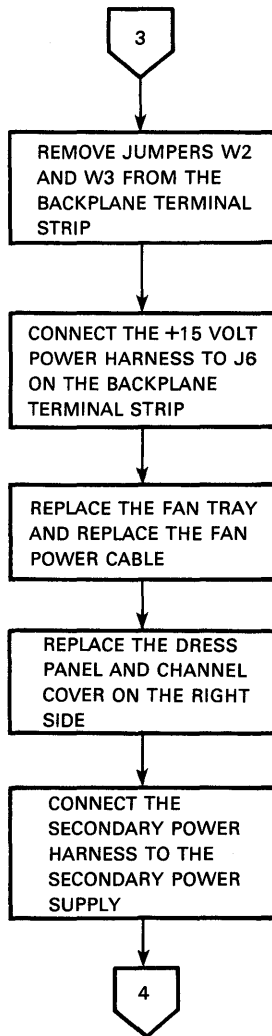 3
REMOVE JUMPERS W2
AND W3 FROM THE
BACKPLANE TERMINAL
STRIP
CONNECT THE +15 VOLT
POWER HARNESS TO J6
ON THE BACKPLANE
TERMINAL STRIP
REPLACE THE FAN TRAY
AND REPLACE THE FAN
POWER CABLE
REPLACE THE DRESS
PANEL AND CHANNEL
COVER ON THE RIGHT
SIDE
CONNECT THE
SECONDARY POWER
HARNESS TO THE
SECONDARY POWER
SUPPLY
4